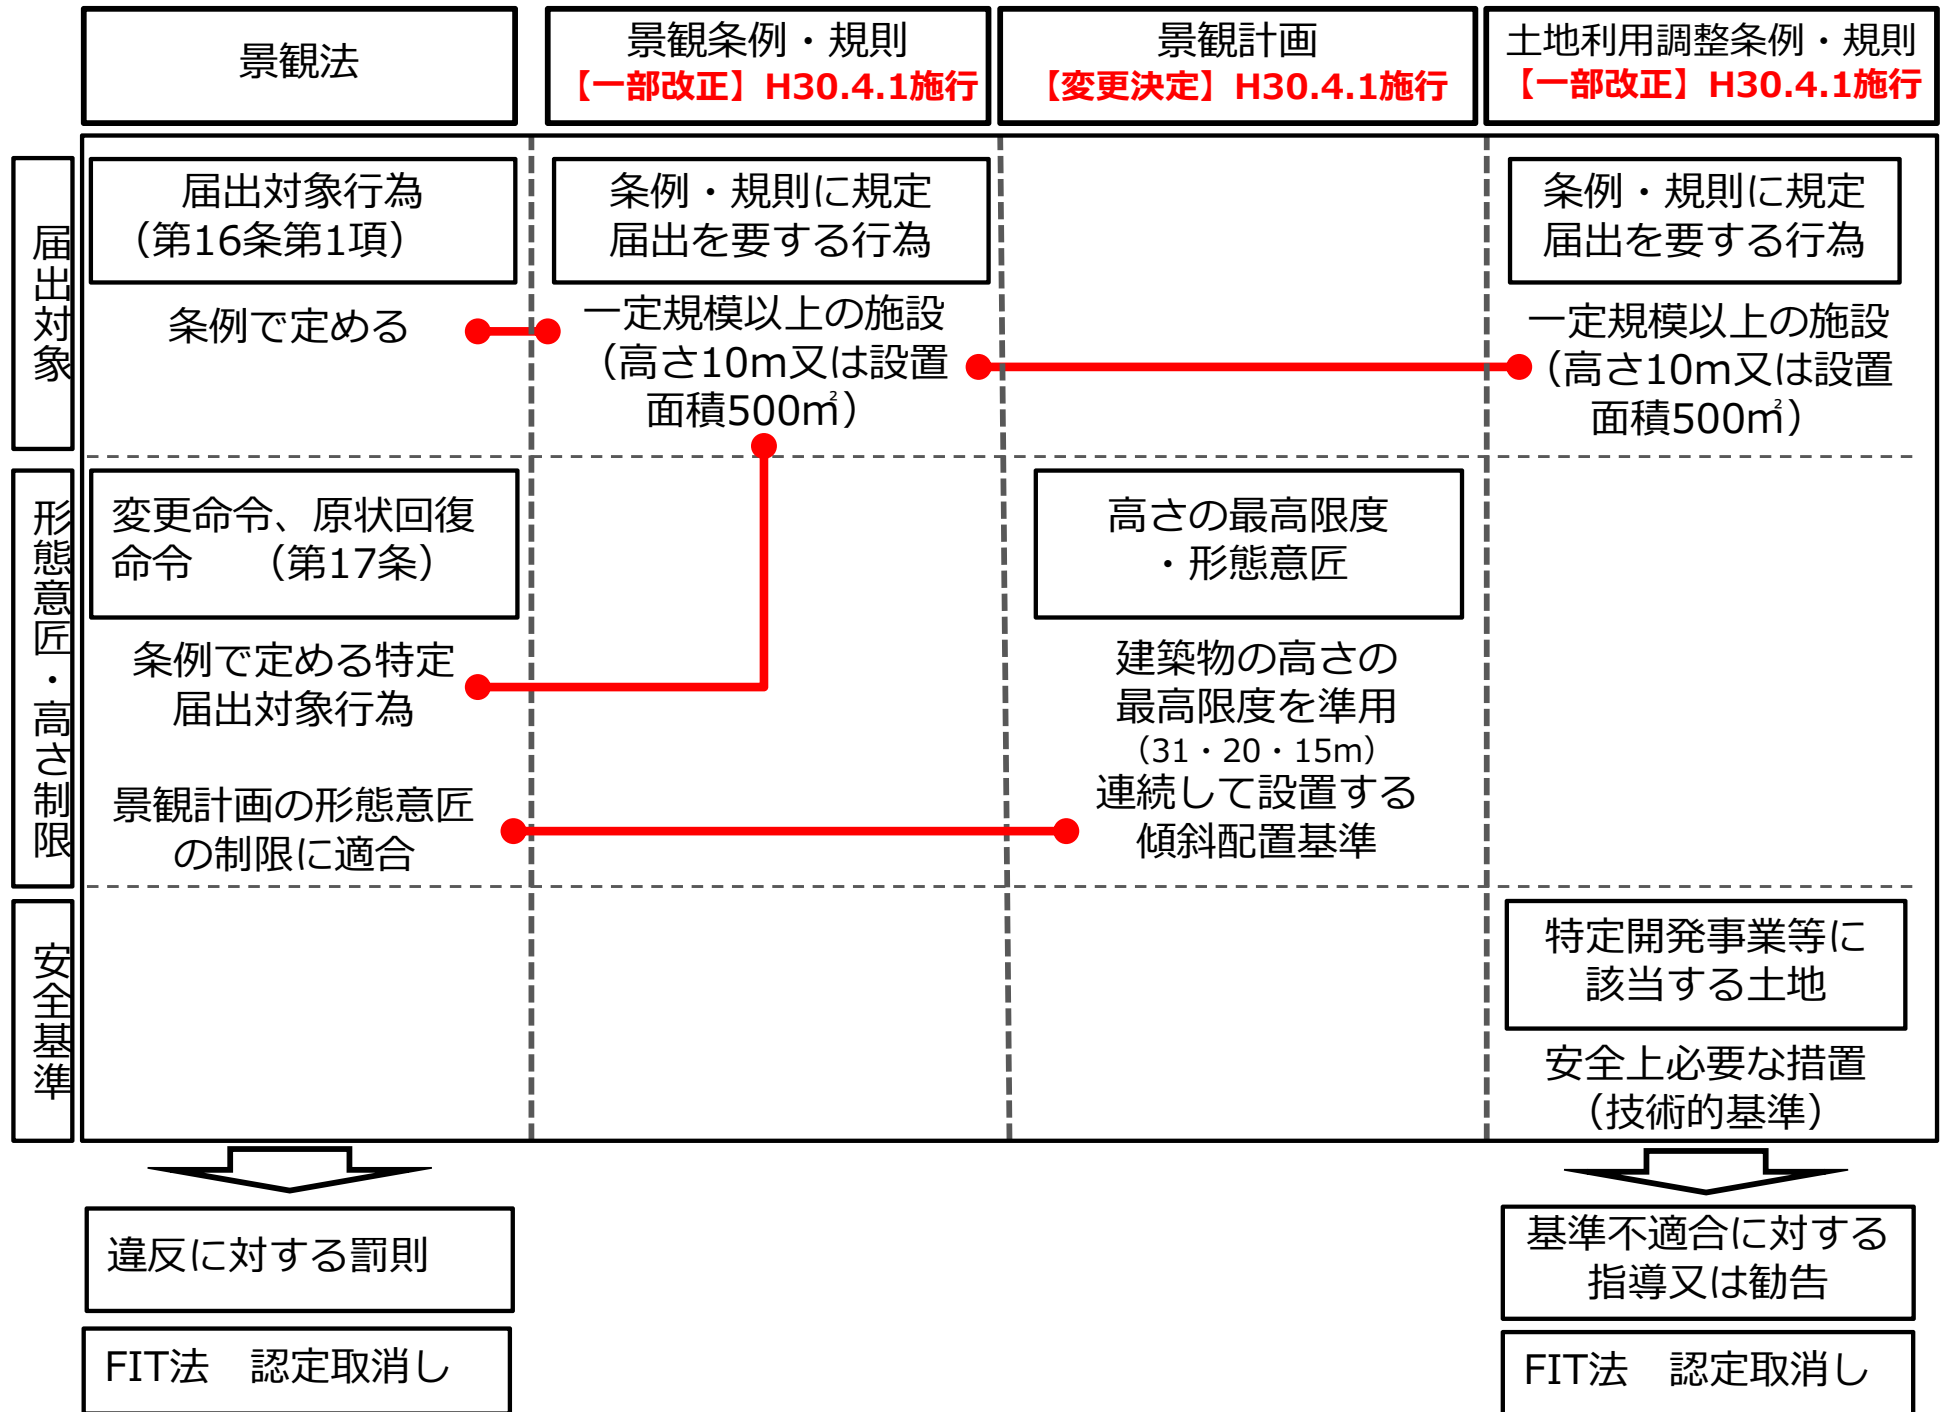 景観法
景観条例・規則
【一部改正】H30.4.1施行
景観計画
【変更決定】H30.4.1施行
土地利用調整条例・規則
【一部改正】H30.4.1施行
届出対象
届出対象行為
（第16条第1項）
条例で定める
条例・規則に規定
届出を要する行為
一定規模以上の施設
（高さ10m又は設置
面積500㎡）
条例・規則に規定
届出を要する行為
一定規模以上の施設
（高さ10m又は設置
面積500㎡）
形態意匠・高さ制限
変更命令、原状回復
命令　（第17条）
条例で定める特定
届出対象行為
景観計画の形態意匠
の制限に適合
高さの最高限度
・形態意匠
建築物の高さの
最高限度を準用
（31・20・15m）
連続して設置する
傾斜配置基準
安全基準
特定開発事業等に
該当する土地
安全上必要な措置
（技術的基準）
違反に対する罰則
FIT法　認定取消し
基準不適合に対する
指導又は勧告
FIT法　認定取消し